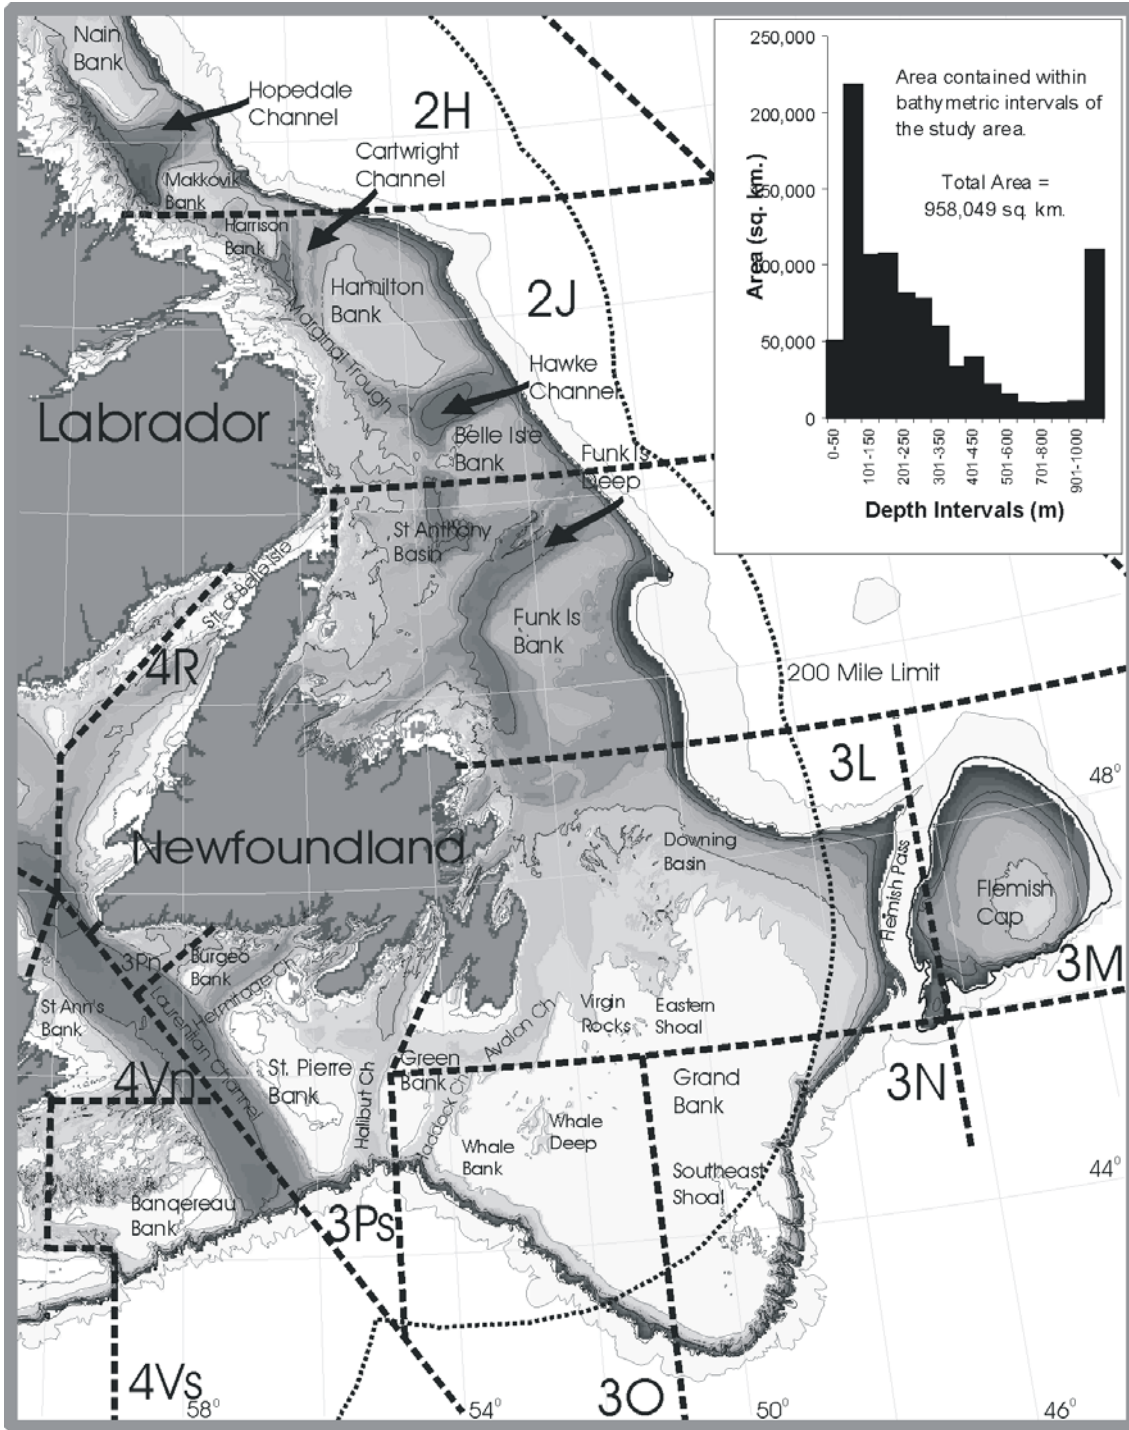 Nain
Bank
Hopedale
Channel
2H
Cartwright
Channel
Makkovik
Bank
Harrison
Bank
Hamilton
Bank
2J
Marginal Trough
Hawke
Channel
Labrador
Belle Isle
Bank
Funk Is
Deep
St Anthony
Basin
Str. of Belle Isle
Funk Is
Bank
4R
200 Mile Limit
3L
48°
Newfoundland
Downing
Basin
Flemish Pass
Flemish
Cap
3M
3Pn
Burgeo
Bank
Hermitage Ch
Laurentian Channel
St Ann's
Bank
Virgin
Rocks
Eastern
Shoal
Avalan Ch
4Vn
St. Pierre
Bank
Halibut Ch
Green
Bank
Grand
Bank
3N
Whale
Deep
Whale
Bank
Southeast
Shoal
44°
Banqereau
Bank
3Ps
4Vs
3O
58°
54°
50°
46°
250,000
200,000
150,000
100,000
50,000
0
Area (sq. km.)
Area contained within
bathymetric intervals of
the study area.
Total Area =
958,049 sq. km.
0-50
101-150
201-250
301-350
401-450
501-600
701-800
901-1000
Depth Intervals (m)